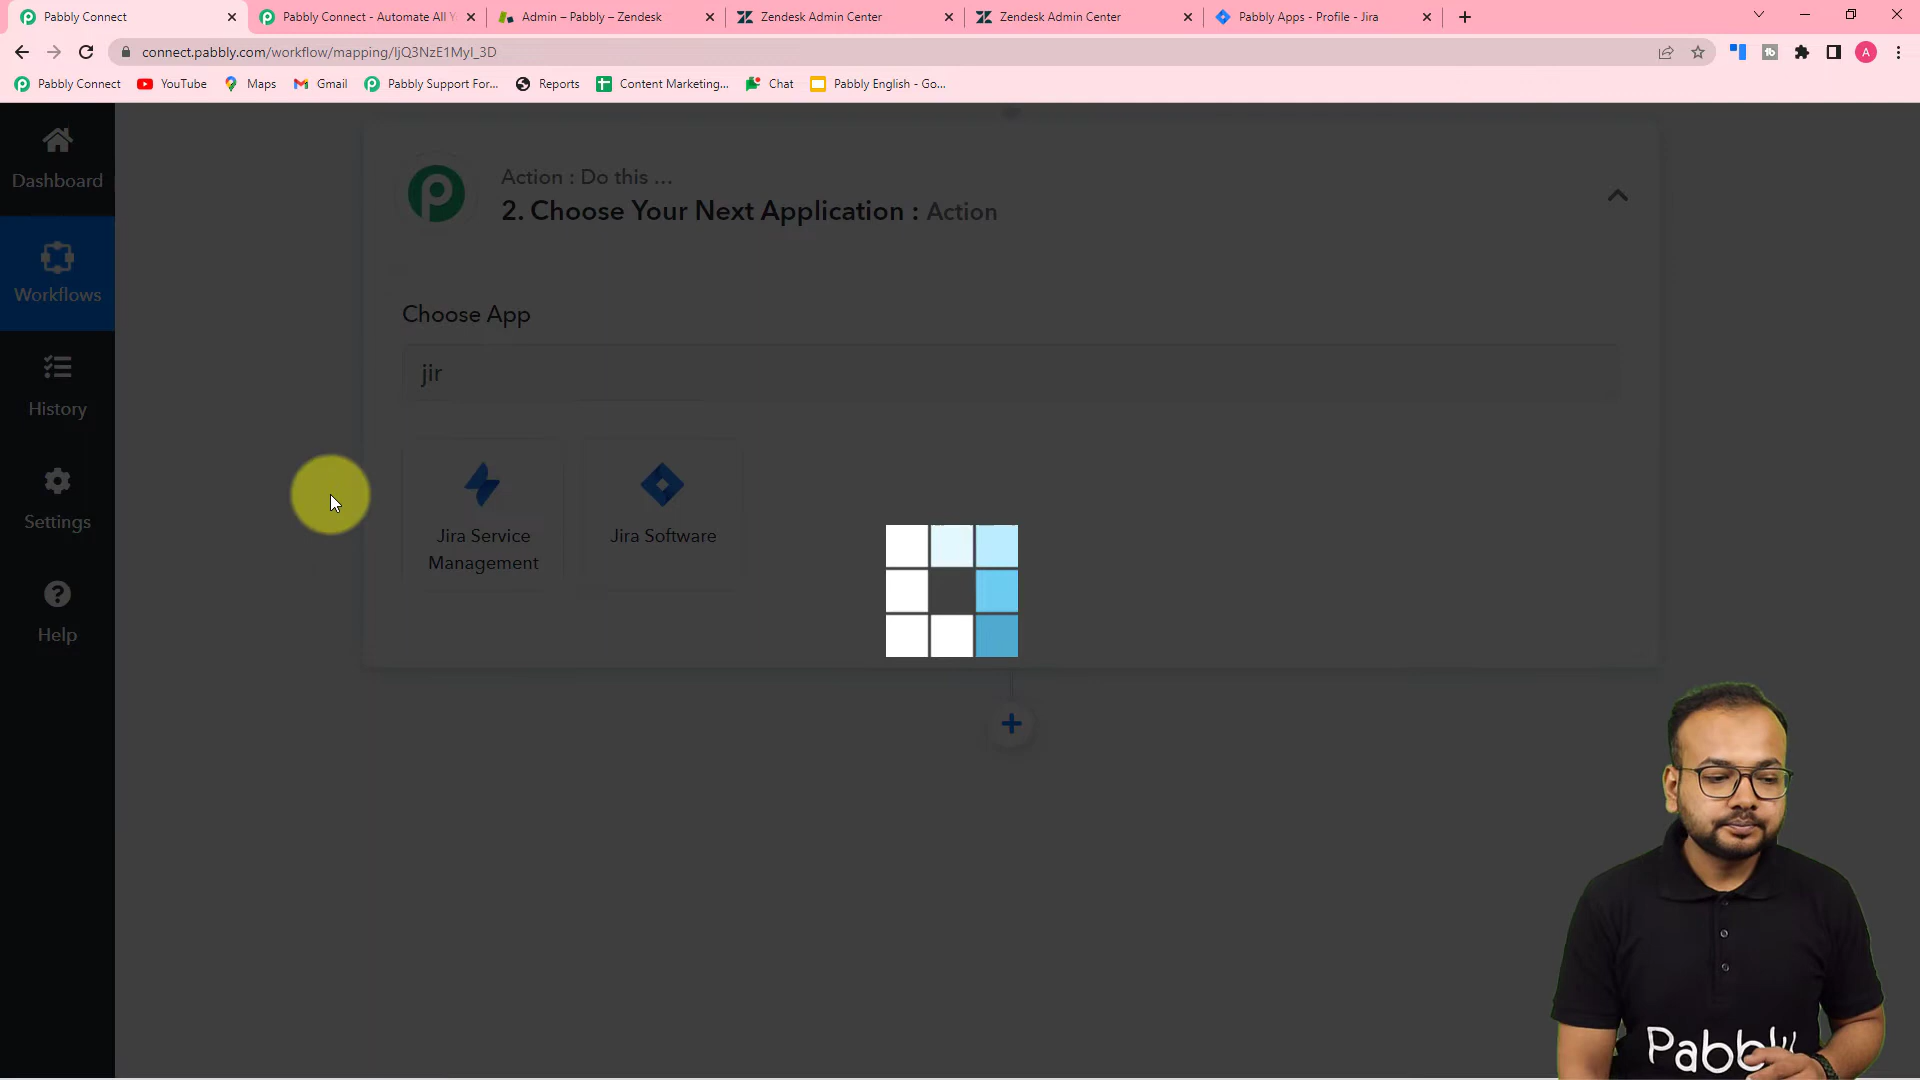 Pabbly Connect
Pabbly Connect - Automate All Y
Admin – Pabbly – Zendesk
Zendesk Admin Center
Zendesk Admin Center
Pabbly Apps - Profile - Jira
connect.pabbly.com/workflow/mapping/IjQ3NzE1MyI_3D
A
Pabbly Connect
YouTube
Maps
Gmail
Pabbly Support For...
Reports
Content Marketing...
Chat
Pabbly English - Go...
Dashboard
Workflows
History
Settings
Help
Action : Do this ...
2. Choose Your Next Application : Action
Choose App
jir
Jira Service
Management
Jira Software
Pabbly